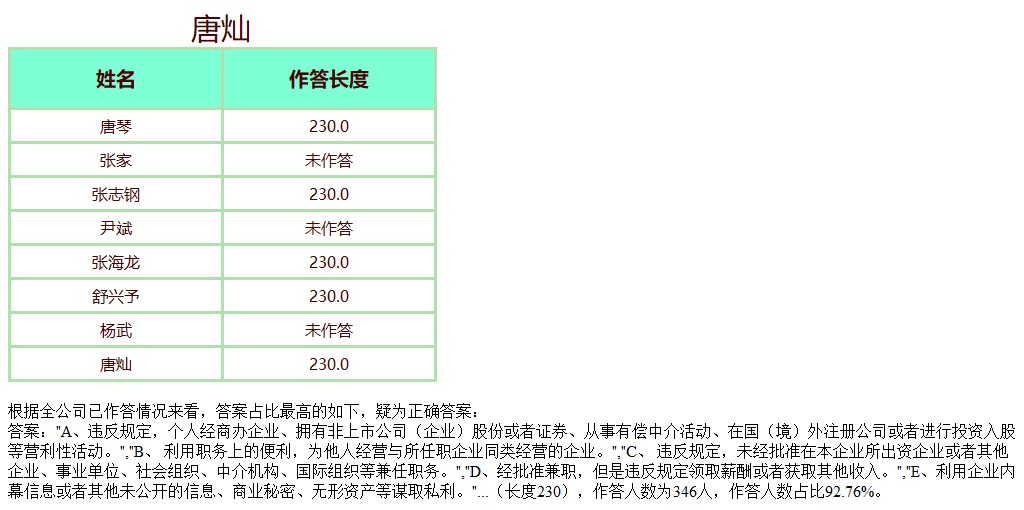 唐灿
姓名 作答长度
唐琴 230.0
张家 未作答
张志钢 230.0
尹斌 未作答
张海龙 230.0
舒兴予 230.0
杨武 未作答
唐灿 230.0
根据全公司已作答情况来看，答案占比最高的如下，疑为正确答案：
答案："A、违反规定，个人经商办企业、拥有非上市公司（企业）股份或者证券、从事有偿中介活动、在国（境）外注册公司或者进行投资入股
等营利性活动。","B、 利用职务上的便利，为他人经营与所任职企业同类经营的企业。","C、 违反规定，未经批准在本企业所出资企业或者其他
企业、事业单位、社会组织、中介机构、国际组织等兼任职务。","D、经批准兼职，但是违反规定领取薪酬或者获取其他收入。","E、利用企业内
幕信息或者其他未公开的信息、商业秘密、无形资产等谋取私利。"...（长度230），作答人数为346人，作答人数占比92.76%。